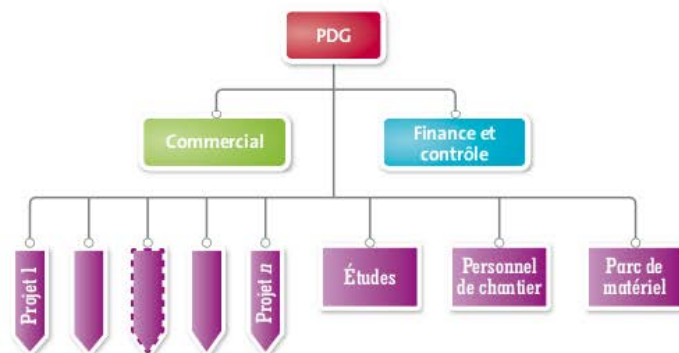 PDG
Commercial
Finance et
contrôle
Projet 1
Projet n
Études
Personnel
de chantier
Parc de
matériel